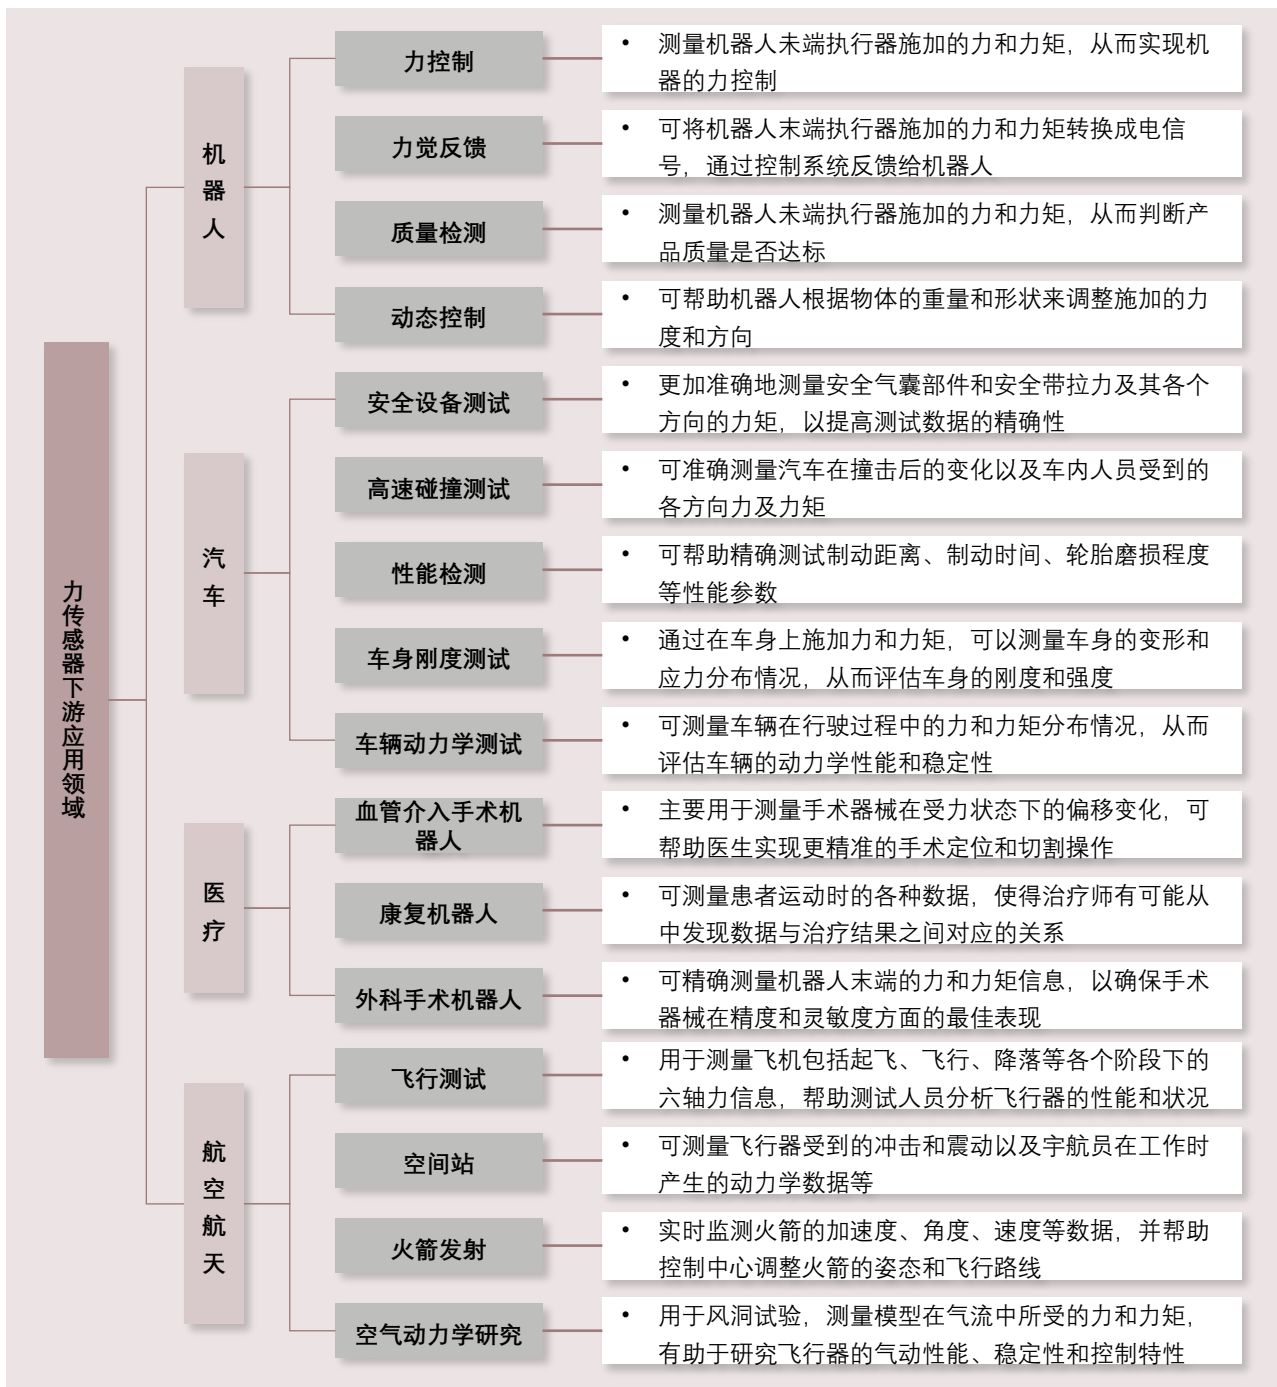 力传感器下游应用领域
机器人
力控制
• 测量机器人未端执行器施加的力和力矩，从而实现机
器的力控制
力觉反馈
• 可将机器人末端执行器施加的力和力矩转换成电信
号，通过控制系统反馈给机器人
质量检测
• 测量机器人未端执行器施加的力和力矩，从而判断产
品质量是否达标
动态控制
• 可帮助机器人根据物体的重量和形状来调整施加的力
度和方向
汽车
安全设备测试
• 更加准确地测量安全气囊部件和安全带拉力及其各个
方向的力矩，以提高测试数据的精确性
高速碰撞测试
• 可准确测量汽车在撞击后的变化以及车内人员受到的
各方向力及力矩
性能检测
• 可帮助精确测试制动距离、制动时间、轮胎磨损程度
等性能参数
车身刚度测试
• 通过在车身上施加力和力矩，可以测量车身的变形和
应力分布情况，从而评估车身的刚度和强度
车辆动力学测试
• 可测量车辆在行驶过程中的力和力矩分布情况，从而
评估车辆的动力学性能和稳定性
医疗
血管介入手术机
器人
• 主要用于测量手术器械在受力状态下的偏移变化，可
帮助医生实现更精准的手术定位和切割操作
康复机器人
• 可测量患者运动时的各种数据，使得治疗师有可能从
中发现数据与治疗结果之间对应的关系
外科手术机器人
• 可精确测量机器人末端的力和力矩信息，以确保手术
器械在精度和灵敏度方面的最佳表现
航空航天
飞行测试
• 用于测量飞机包括起飞、飞行、降落等各个阶段下的
六轴力信息，帮助测试人员分析飞行器的性能和状况
空间站
• 可测量飞行器受到的冲击和震动以及宇航员在工作时
产生的动力学数据等
火箭发射
• 实时监测火箭的加速度、角度、速度等数据，并帮助
控制中心调整火箭的姿态和飞行路线
空气动力学研究
• 用于风洞试验，测量模型在气流中所受的力和力矩，
有助于研究飞行器的气动性能、稳定性和控制特性